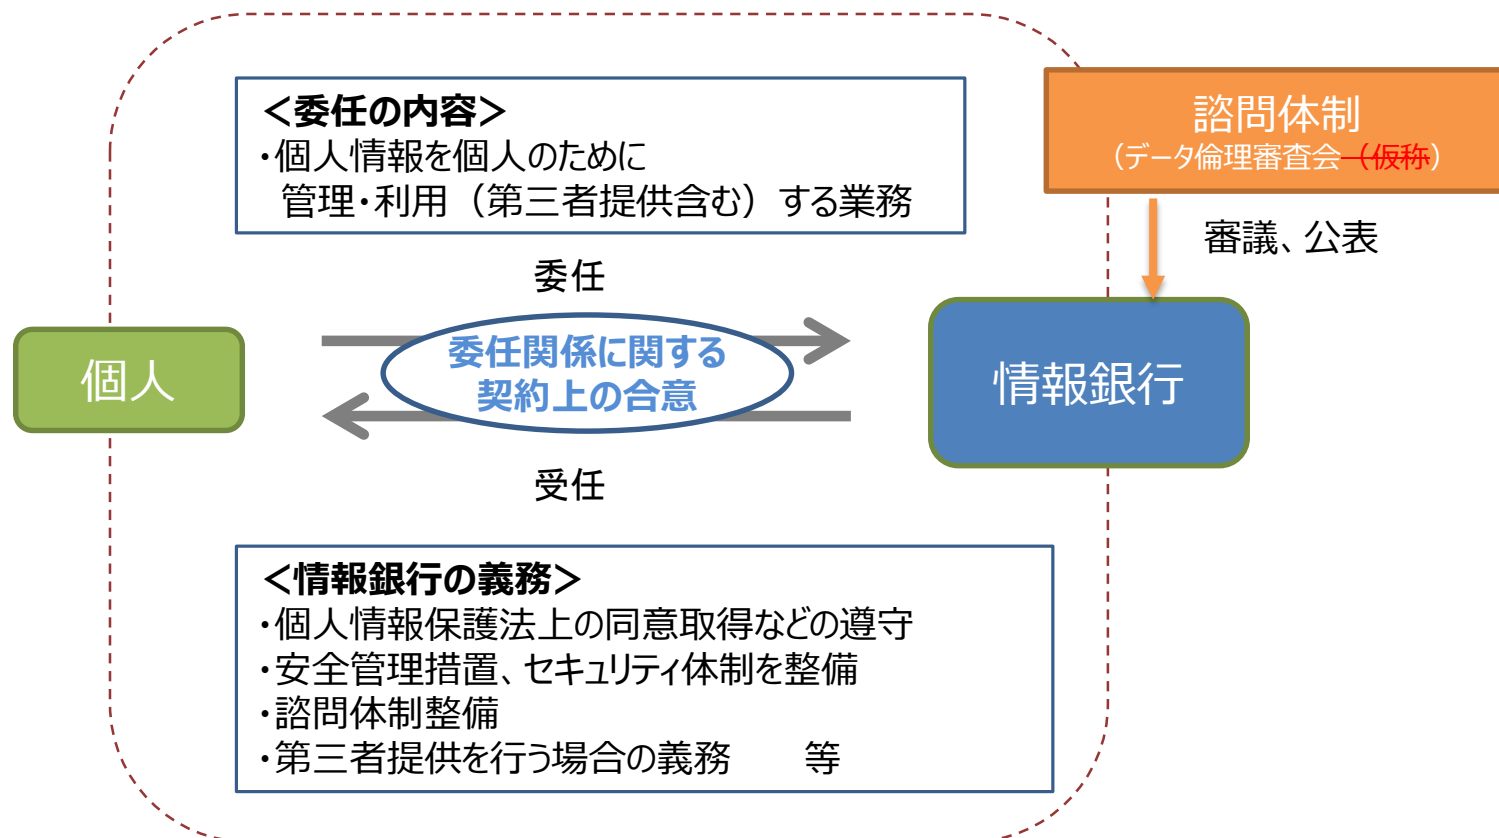 ＜委任の内容＞
・個人情報を個人のために
管理・利用（第三者提供含む）する業務
諮問体制
（データ倫理審査会（仮称）
審議、公表
委任
個人
委任関係に関する
契約上の合意
情報銀行
受任
＜情報銀行の義務＞
・個人情報保護法上の同意取得などの遵守
・安全管理措置、セキュリティ体制を整備
・諮問体制整備
・第三者提供を行う場合の義務　　等